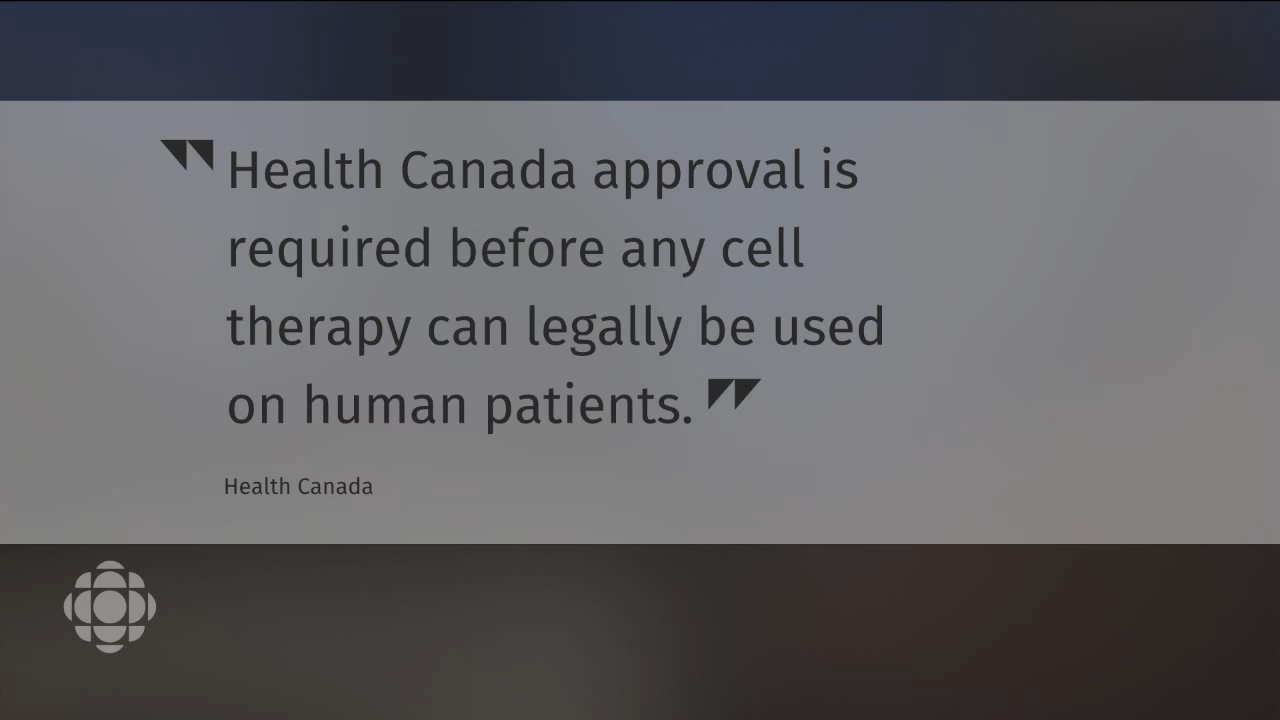 Health Canada approval is
required before any cell
therapy can legally be used
on human patients.
Health Canada